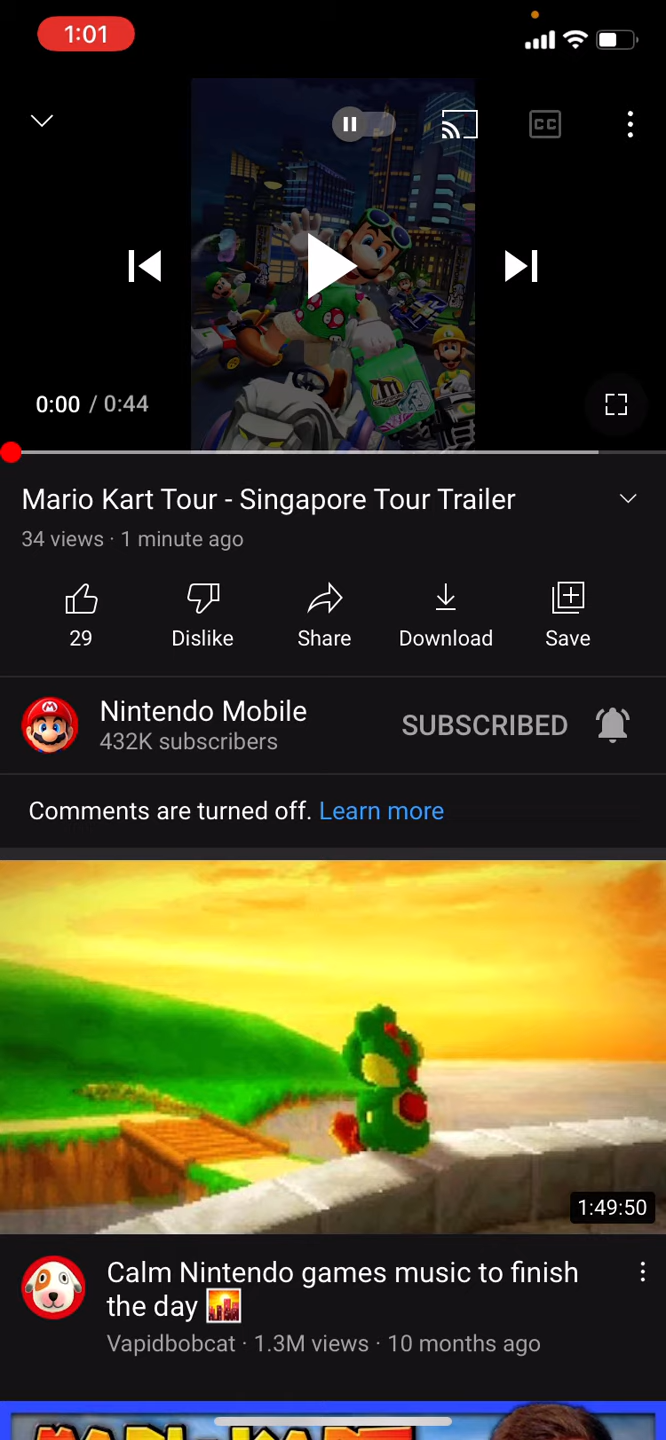 1:01
CC
0:00 / 0:44
Mario Kart Tour - Singapore Tour Trailer
34 views · 1 minute ago
29
Dislike
Share
Download
Save
Nintendo Mobile
432K subscribers
SUBSCRIBED
Comments are turned off. Learn more
1:49:50
Calm Nintendo games music to finish
the day 🌇
Vapidbobcat · 1.3M views · 10 months ago